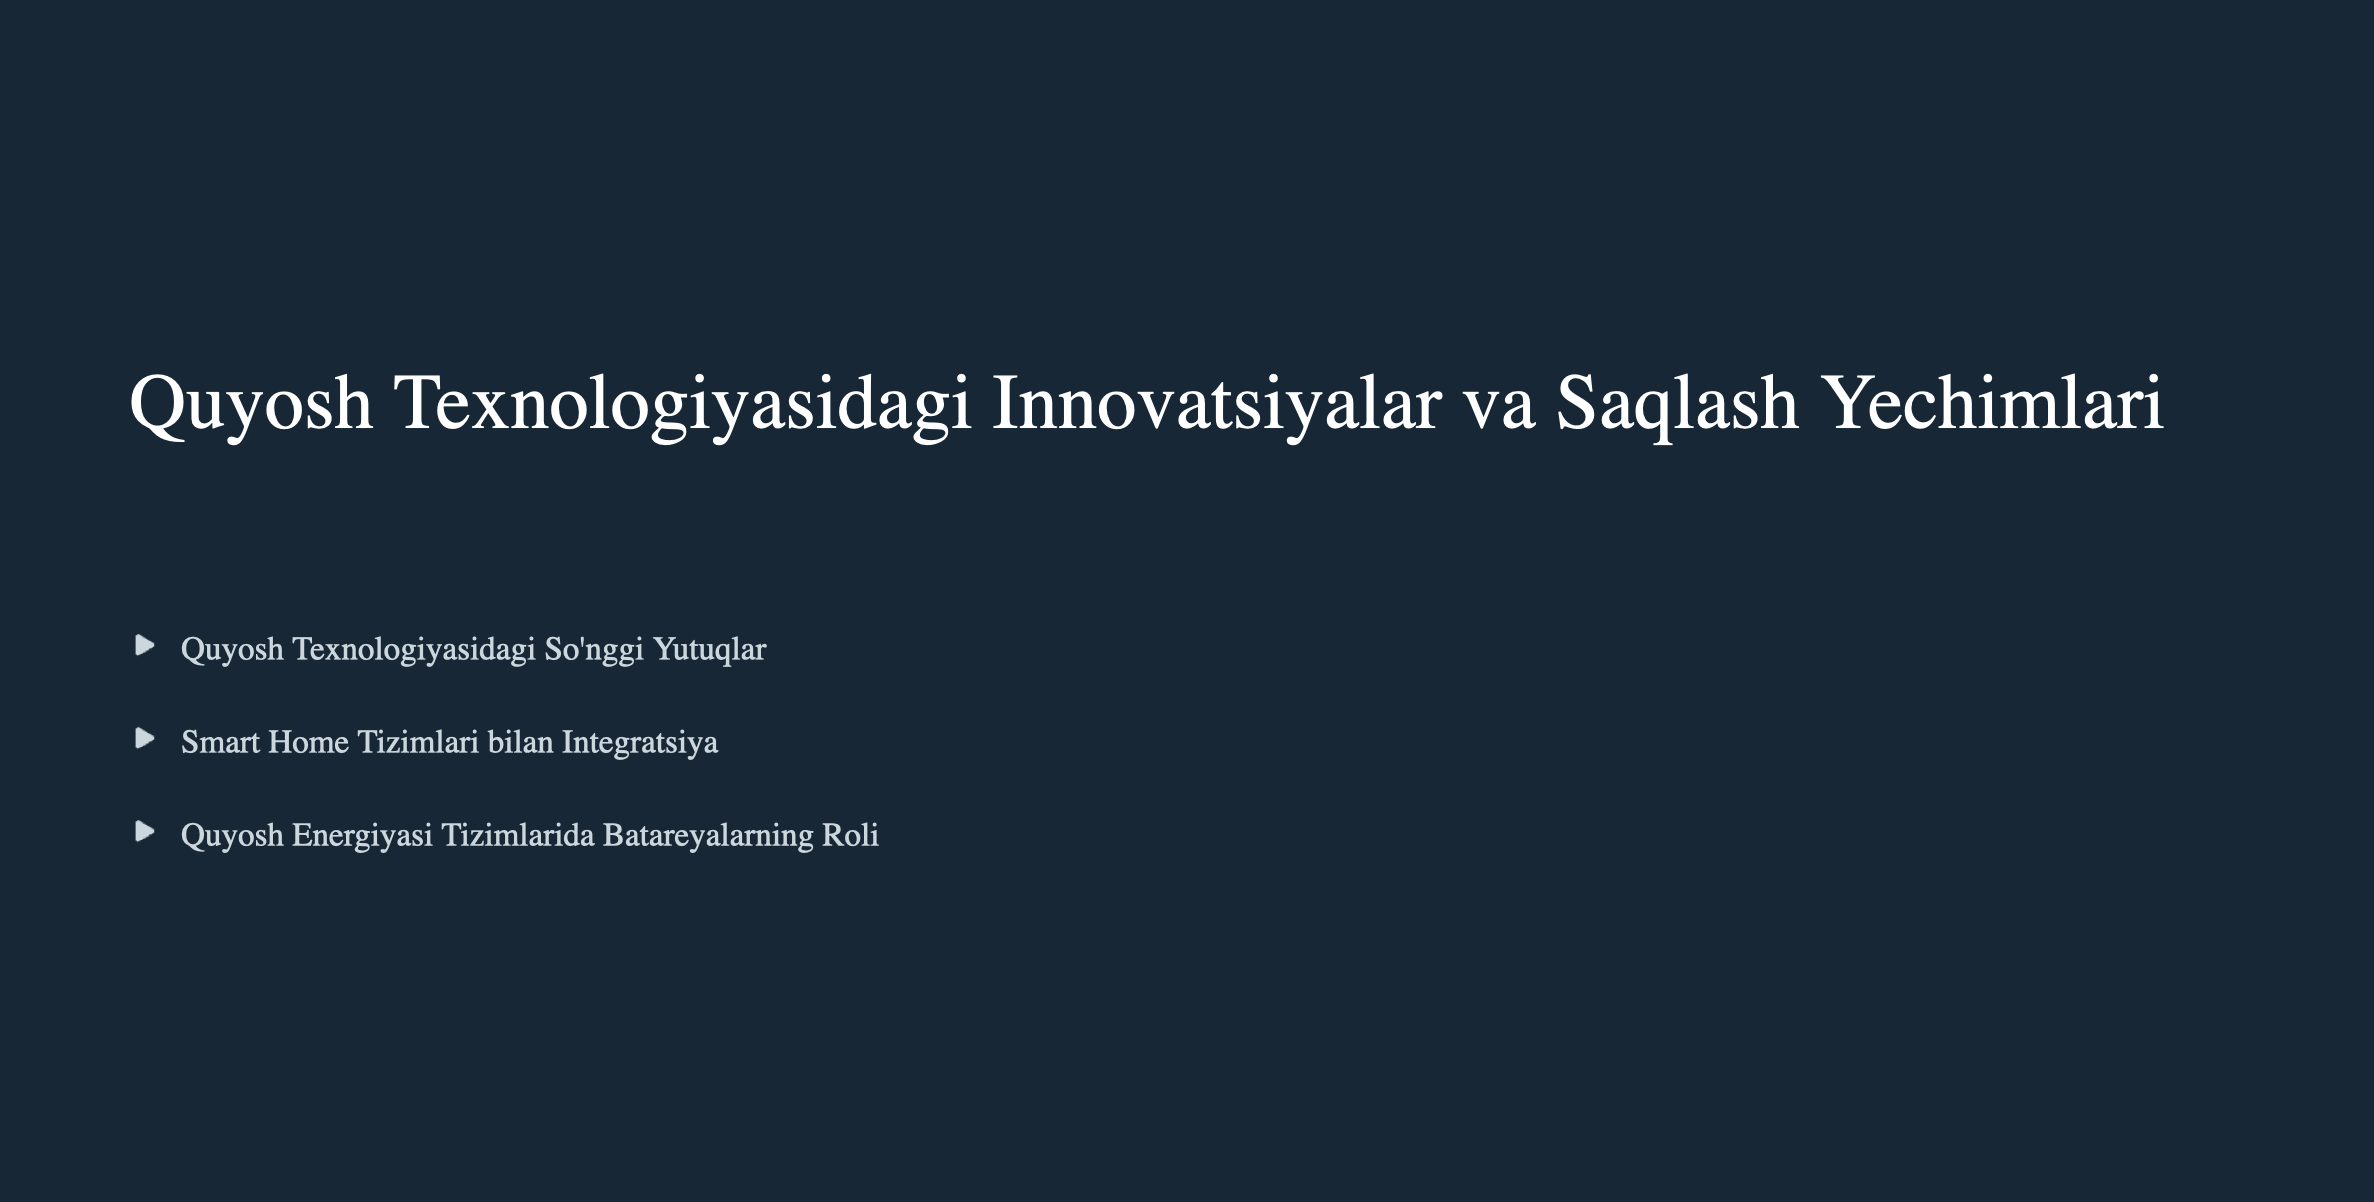 Quyosh Texnologiyasidagi Innovatsiyalar va Saqlash Yechimlari
Quyosh Texnologiyasidagi So'nggi Yutuqlar
Smart Home Tizimlari bilan Integratsiya
Quyosh Energiyasi Tizimlarida Batareyalarning Roli